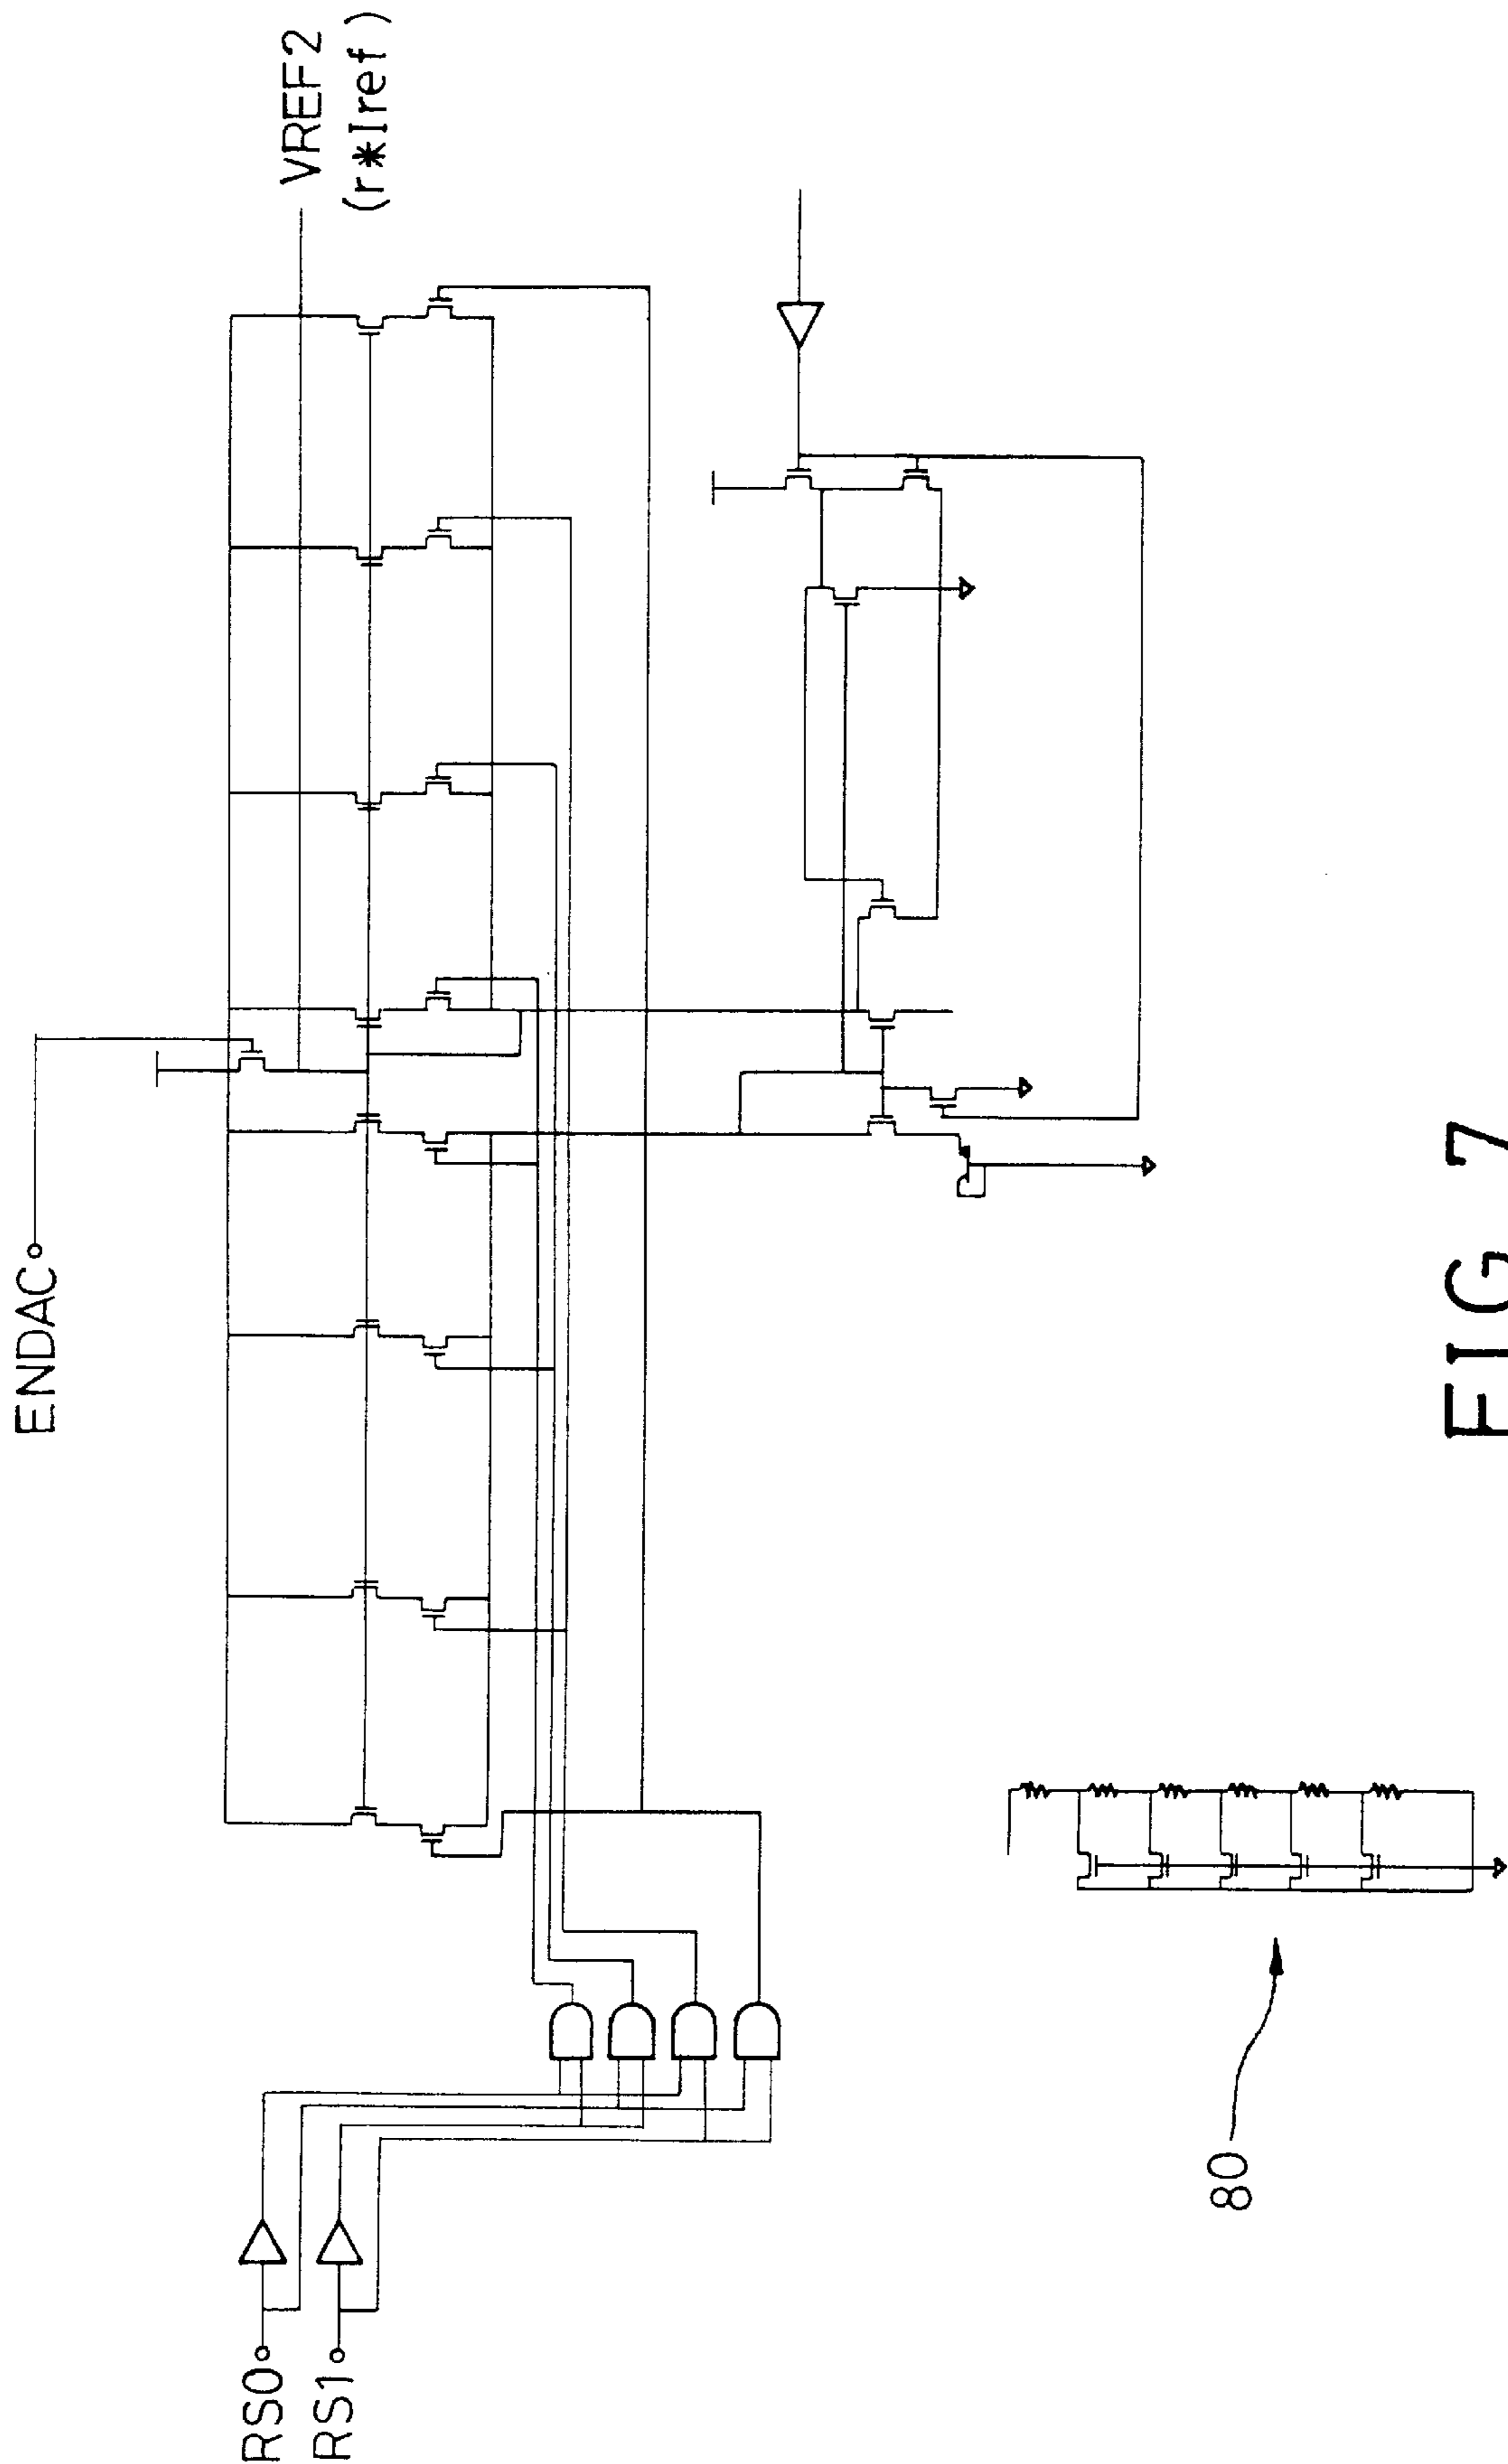 ENDAC
VREF2
(r*Iref)
RS0
RS1
80
FIG 7